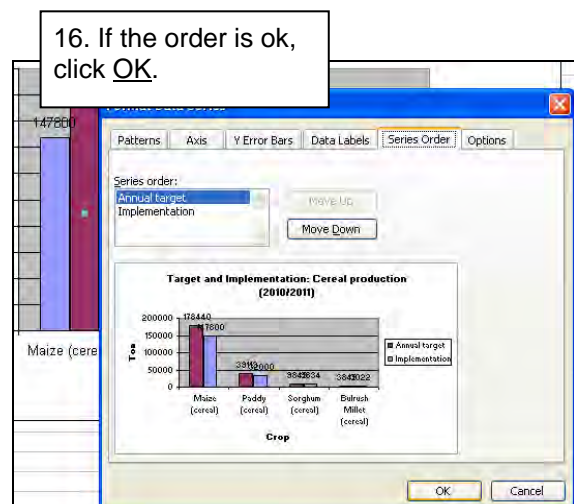 16. If the order is ok,
click OK.
147800
Patterns Axis Y Error Bars Data Labels Series Order Options
Series order:
Annual target
Implementation
Move Up
Move Down
Target and Implementation: Cereal production
(2010/2011)
200000
178440
147800
150000
100000
50000
0
Ton
Maize
(cereal)
Paddy
(cereal)
Sorghum
(cereal)
Bulrush
Millet
(cereal)
Crop
Annual target
Implementation
Maize (cere
OK Cancel